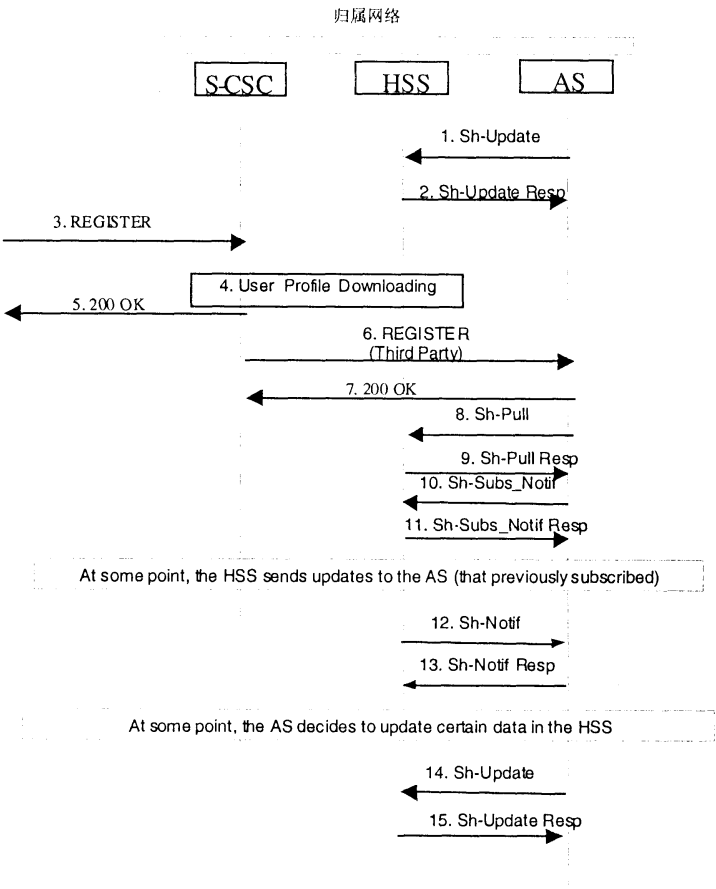 归属网络
S-CSC
HSS
AS
1. Sh-Update
2. Sh-Update Resp
3. REGISTER
4. User Profile Downloading
5. 200 OK
6. REGISTER
(Third Party)
7. 200 OK
8. Sh-Pull
9. Sh-Pull Resp
10. Sh-Subs_Notif
11. Sh-Subs_Notif Resp
At some point, the HSS sends updates to the AS (that previously subscribed)
12. Sh-Notif
13. Sh-Notif Resp
At some point, the AS decides to update certain data in the HSS
14. Sh-Update
15. Sh-Update Resp